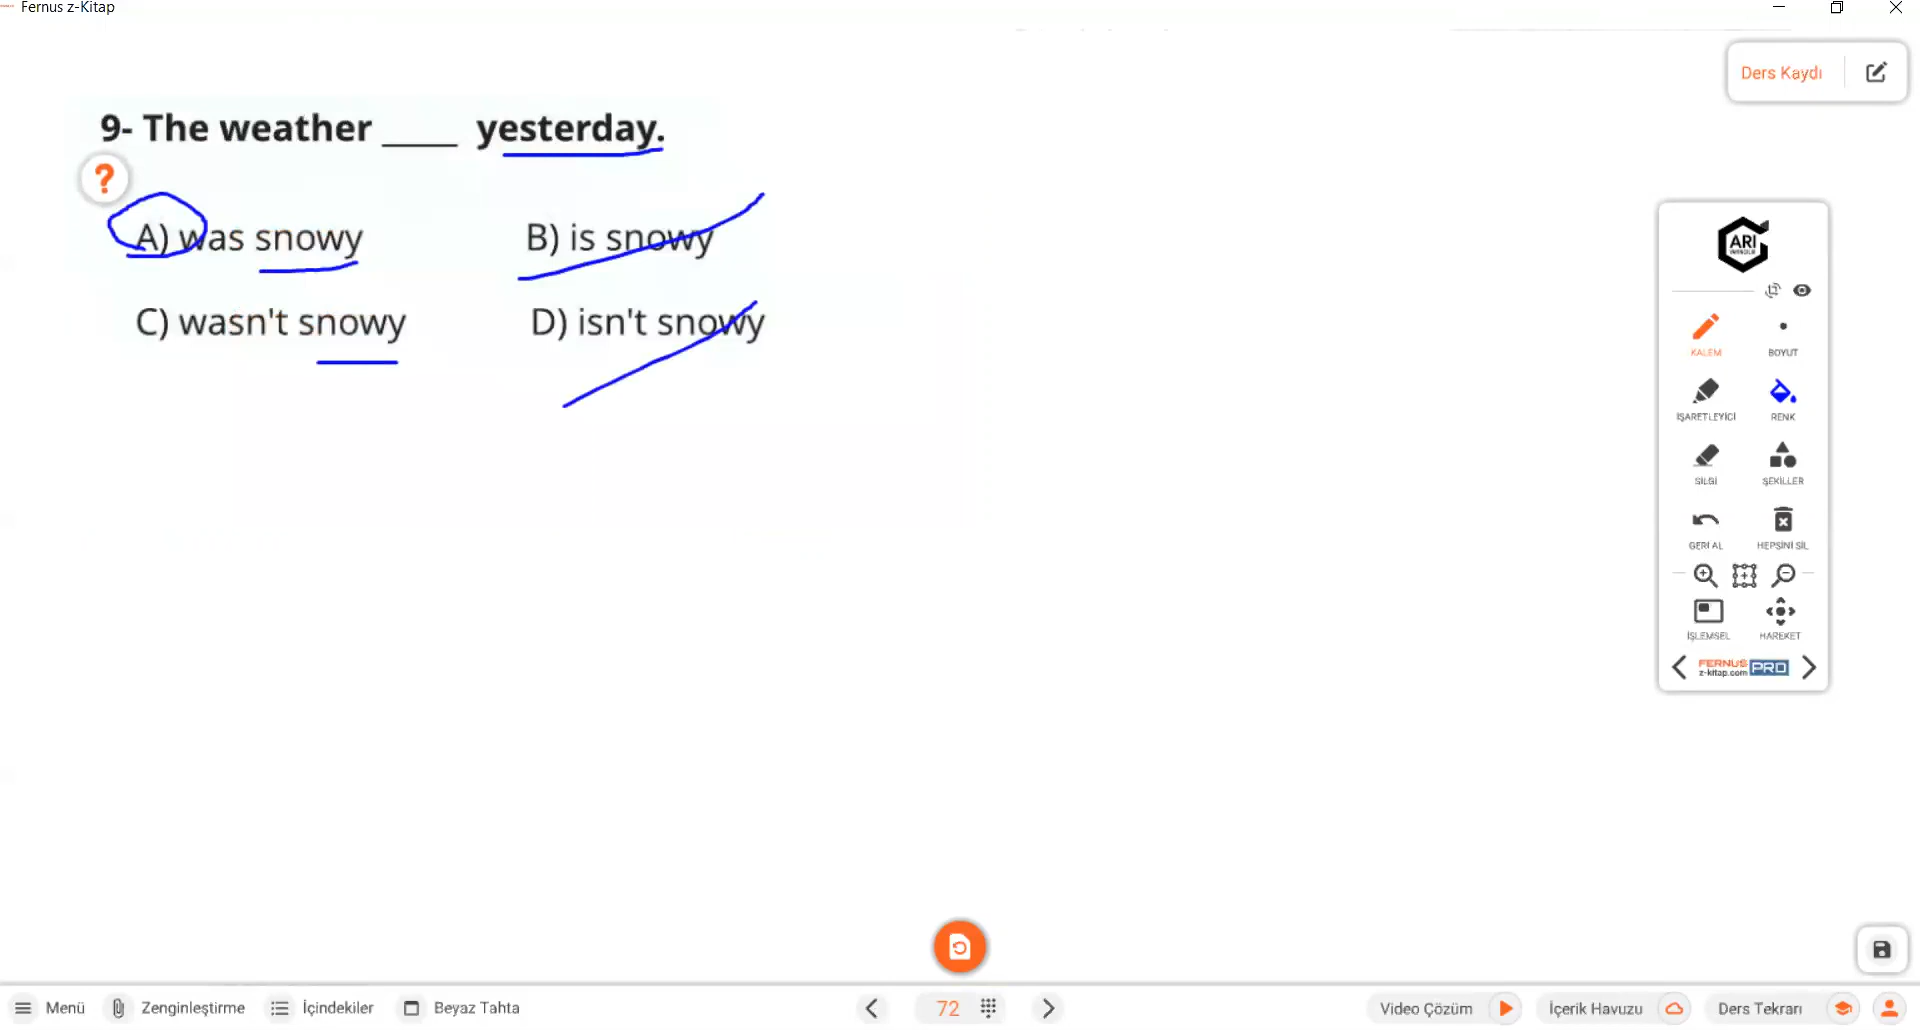 Fernus z-Kitap
Ders Kaydı
9- The weather _____ yesterday.
?
A) was snowy
B) is snowy
C) wasn't snowy
D) isn't snowy
ARI
KALEM
BOYUT
İŞARETLEYİCİ
RENK
SİLGİ
ŞEKİLLER
GERİ AL
HEPSİNİ SİL
İŞLEMSEL
HAREKET
FERNUS
z-kitap.com PRO
Menü
Zenginleştirme
İçindekiler
Beyaz Tahta
72
Video Çözüm
İçerik Havuzu
Ders Tekrarı